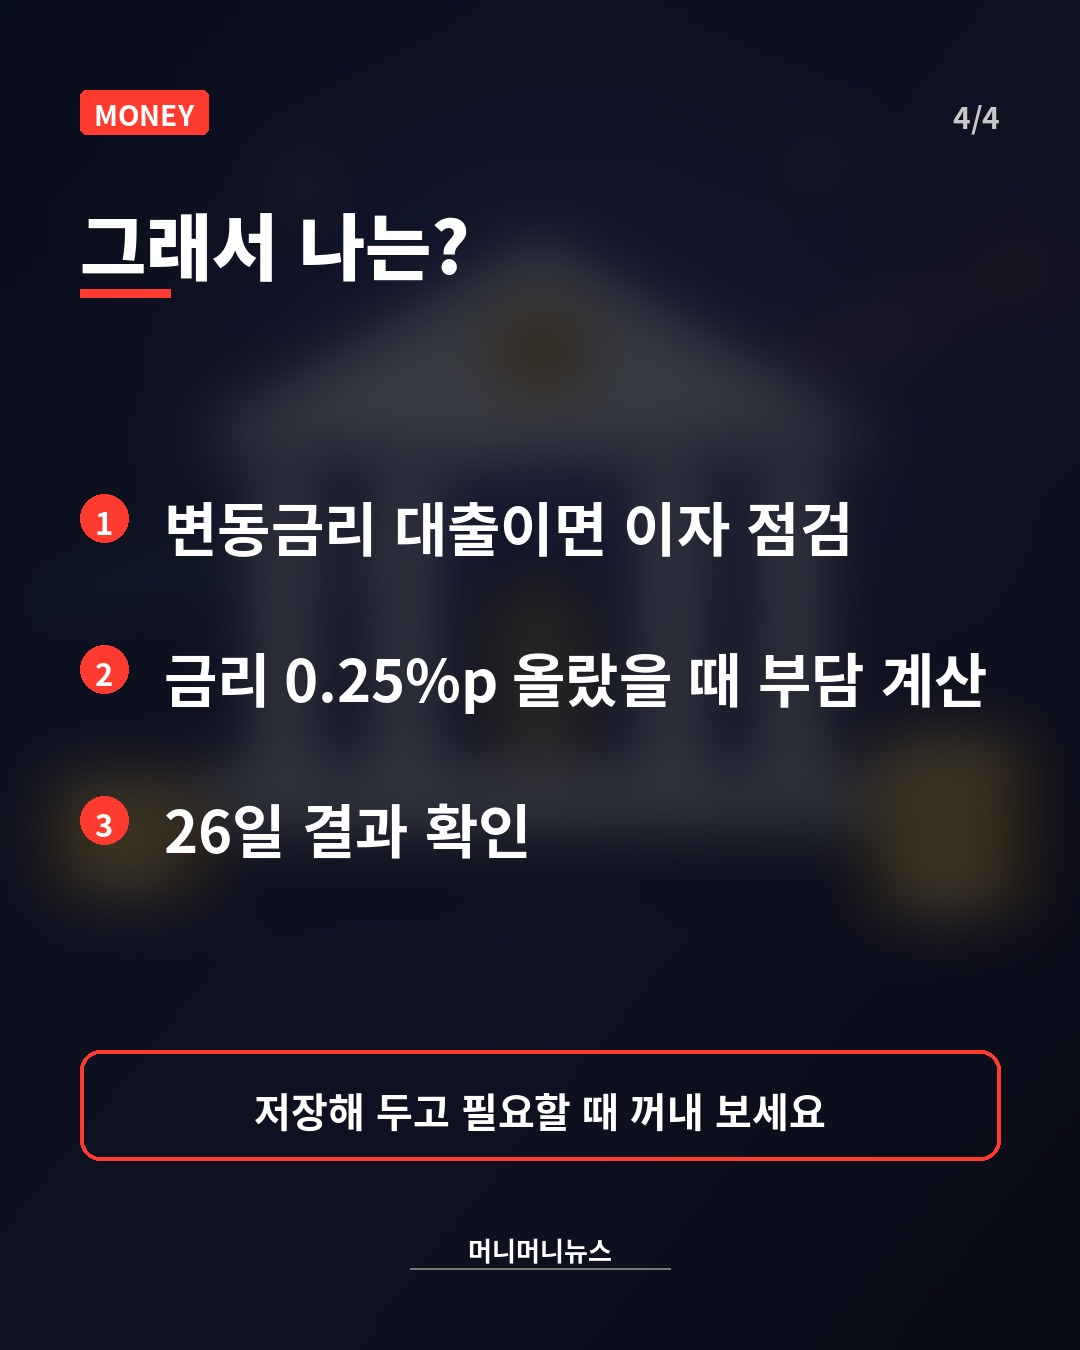 MONEY
4/4
그래서 나는?
1 변동금리 대출이면 이자 점검
2 금리 0.25%p 올랐을 때 부담 계산
3 26일 결과 확인
저장해 두고 필요할 때 꺼내 보세요
머니머니뉴스